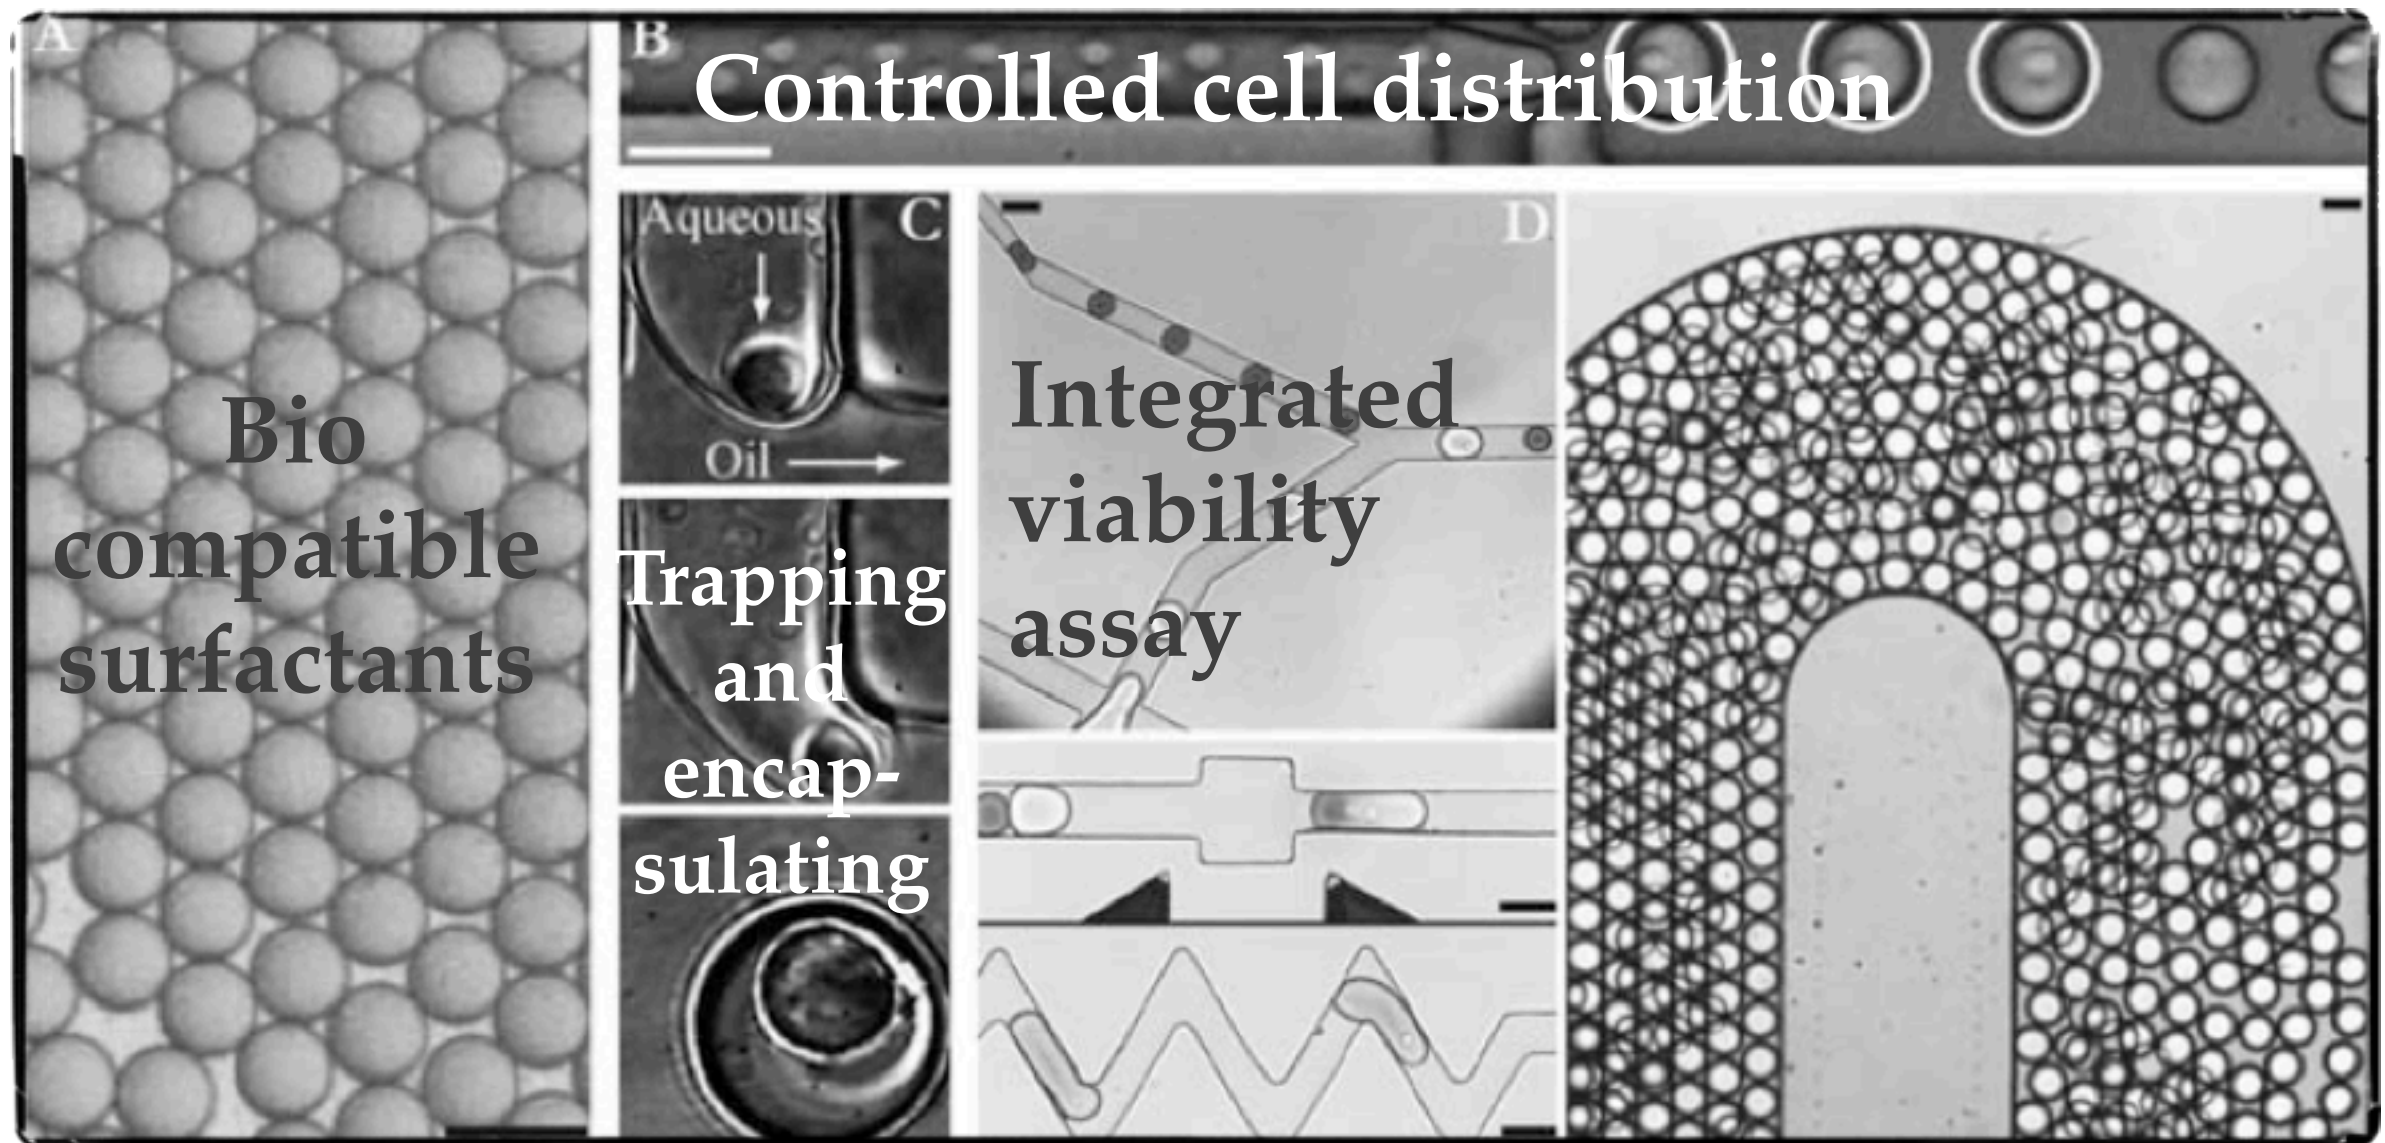 A
Bio
compatible
surfactants
B
Controlled cell distribution
Aqueous
C
Oil
Trapping
and
encap-
sulating
D
Integrated
viability
assay